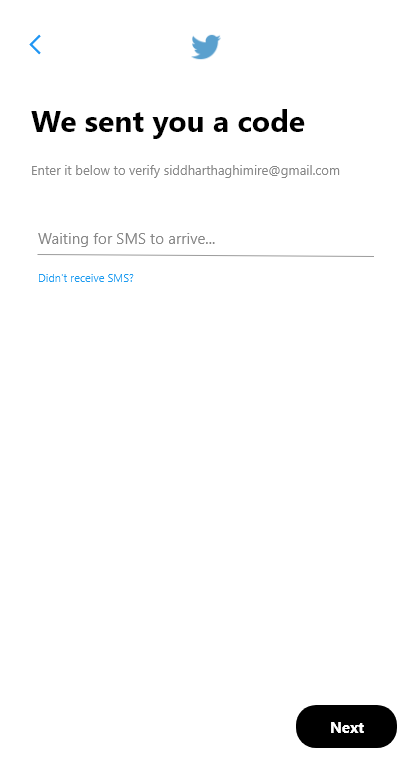 We sent you a code
Enter it below to verify siddharthaghimire@gmail.com
Waiting for SMS to arrive...
Didn't receive SMS?
Next